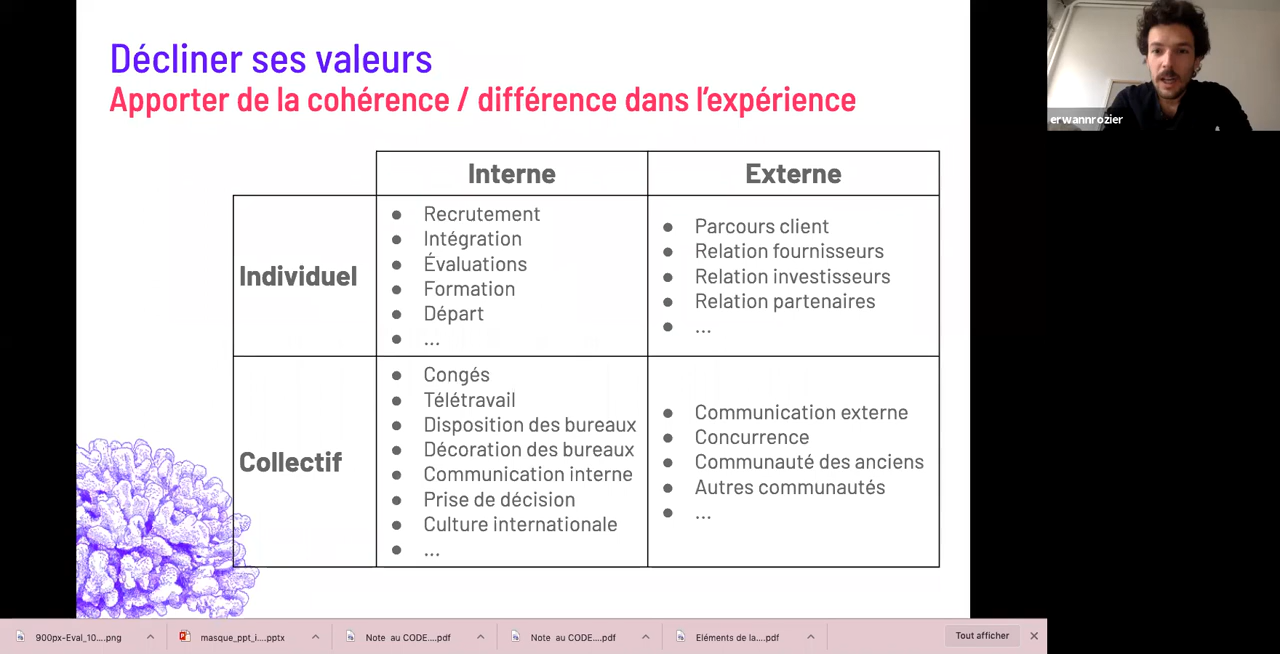 Décliner ses valeurs
Apporter de la cohérence / différence dans l'expérience
erwannrozier
Interne
Externe
Individuel
● Recrutement
● Intégration
● Évaluations
● Formation
● Départ
● ...
● Parcours client
● Relation fournisseurs
● Relation investisseurs
● Relation partenaires
● ...
Collectif
● Congés
● Télétravail
● Disposition des bureaux
● Décoration des bureaux
● Communication interne
● Prise de décision
● Culture internationale
● ...
● Communication externe
● Concurrence
● Communauté des anciens
● Autres communautés
● ...
900px-Eval_10....png
masque_ppt_i....pptx
Note au CODE....pdf
Note au CODE....pdf
Eléments de la....pdf
Tout afficher